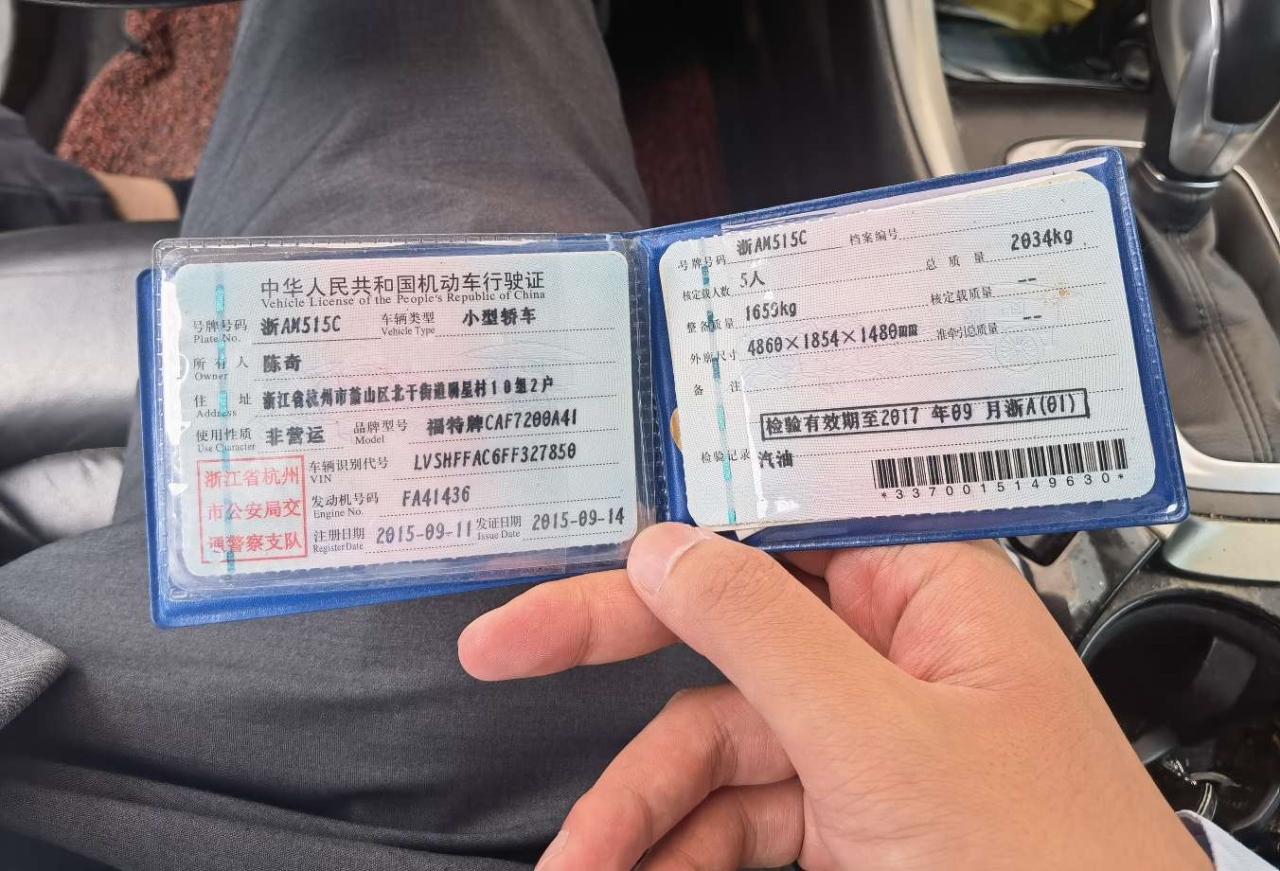 中华人民共和国机动车行驶证
Vehicle License of the People's Republic of China
号牌号码 浙AM515C 车辆类型 小型轿车
Plate No. Vehicle Type
所有人 陈奇
Owner
住址 浙江省杭州市萧山区北干街道明星村10组2户
Address
使用性质 非营运 品牌型号 福特牌CAF7200A41
Use Character Model
浙江省杭州
市公安局交
通警察支队
车辆识别代号 LVSHFFAC6FF327850
VIN
发动机号码 FA41436
Engine No.
注册日期 2015-09-11 发证日期 2015-09-14
Register Date Issue Date
号牌号码 浙AM515C 档案编号
核定载人数 5人 总质量 2034kg
整备质量 1659kg 核定载质量 --
外廓尺寸 4860×1854×1480mm 准牵引总质量 --
备注
检验有效期至2017年09月浙A(01)
检验记录 汽油
*3370015149630*